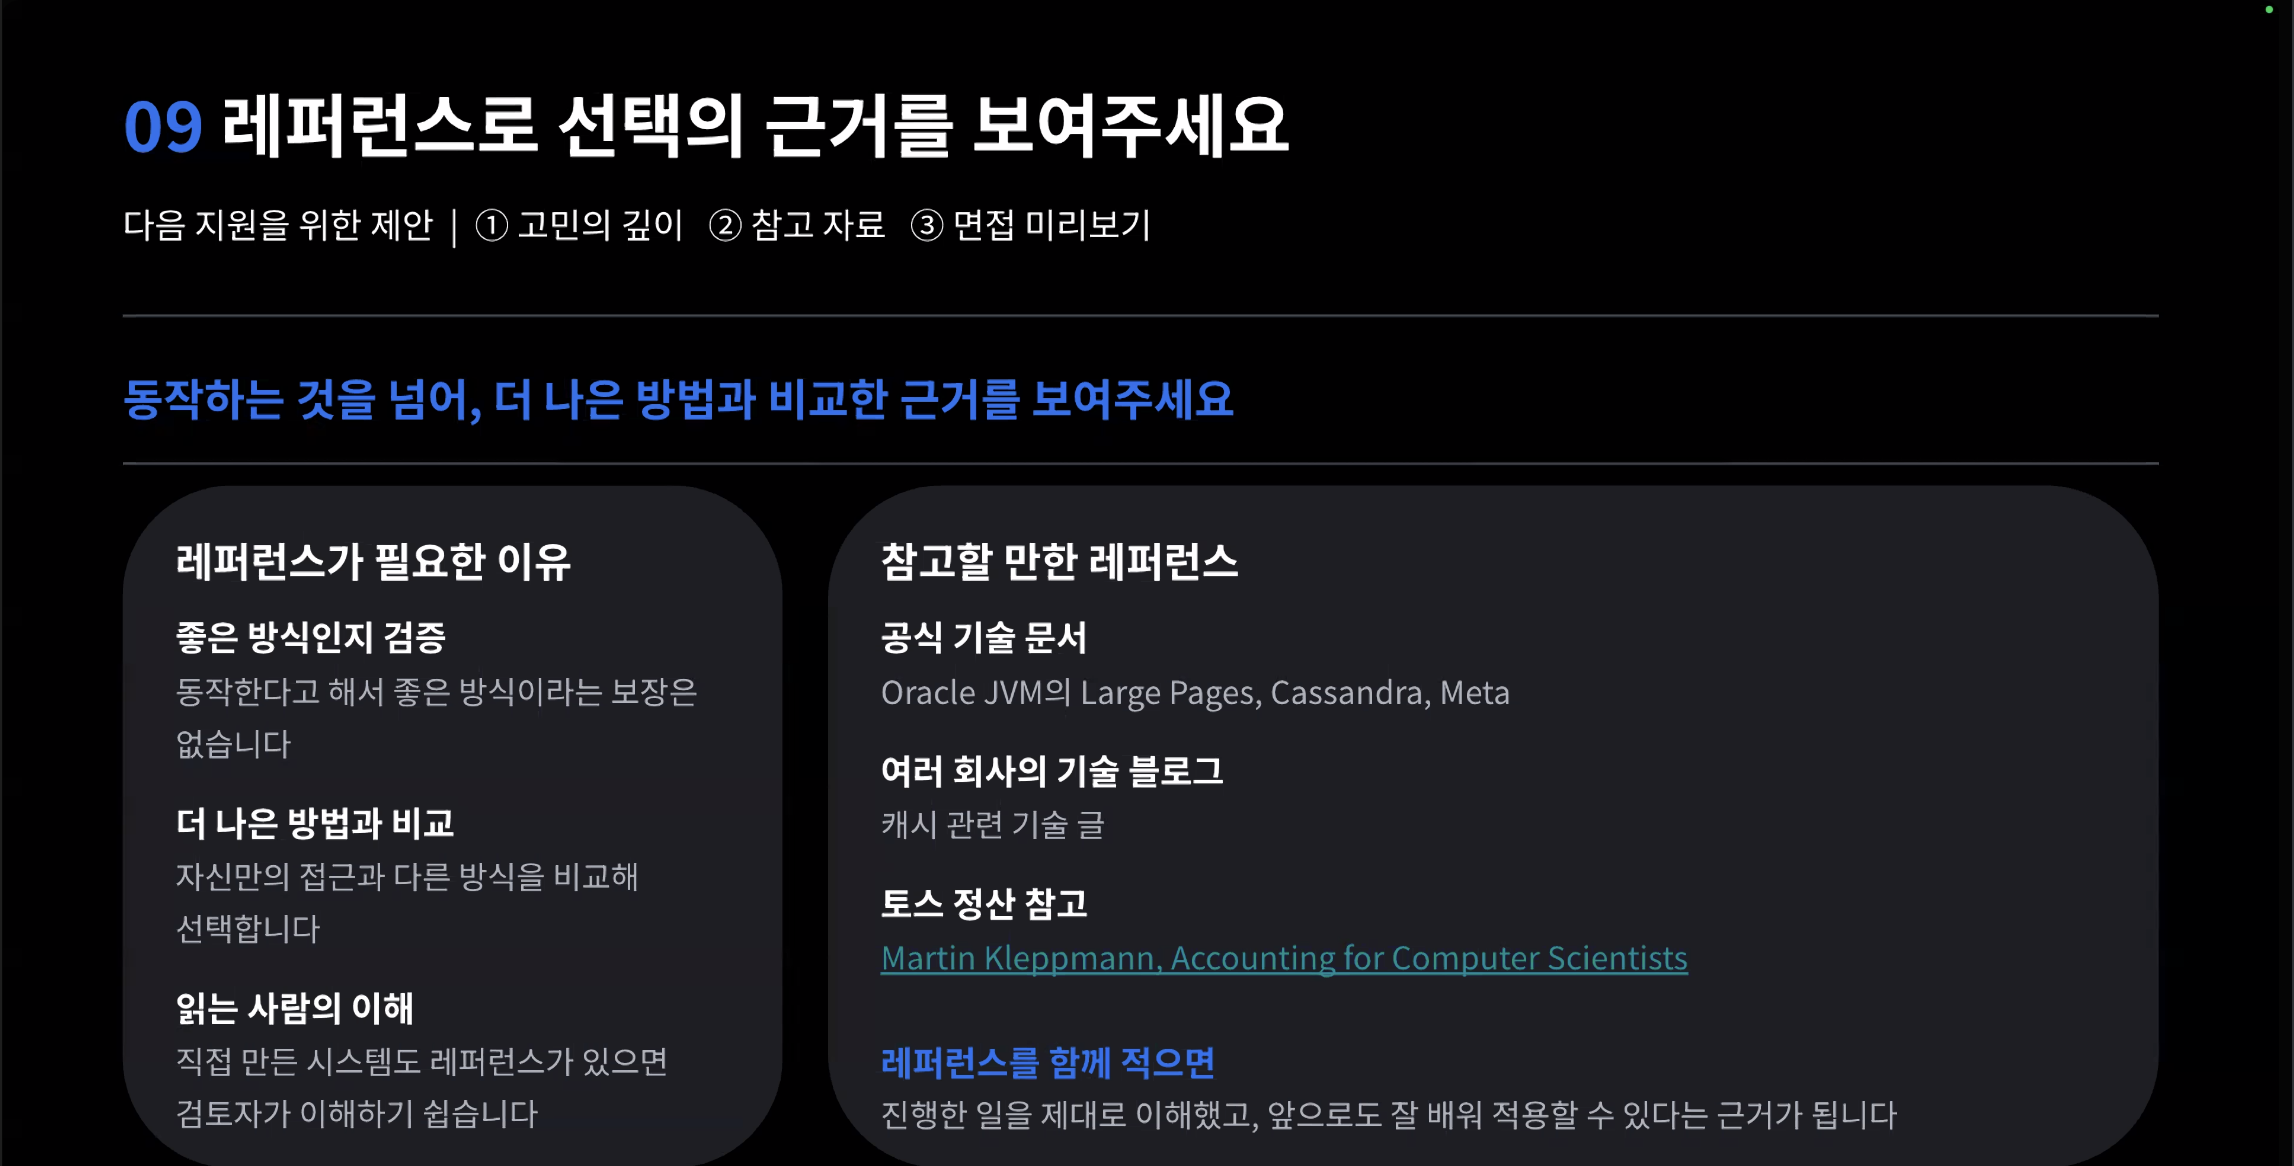 09 레퍼런스로 선택의 근거를 보여주세요
다음 지원을 위한 제안 | ① 고민의 깊이 ② 참고 자료 ③ 면접 미리보기
동작하는 것을 넘어, 더 나은 방법과 비교한 근거를 보여주세요
레퍼런스가 필요한 이유
좋은 방식인지 검증
동작한다고 해서 좋은 방식이라는 보장은
없습니다
더 나은 방법과 비교
자신만의 접근과 다른 방식을 비교해
선택합니다
읽는 사람의 이해
직접 만든 시스템도 레퍼런스가 있으면
검토자가 이해하기 쉽습니다
참고할 만한 레퍼런스
공식 기술 문서
Oracle JVM의 Large Pages, Cassandra, Meta
여러 회사의 기술 블로그
캐시 관련 기술 글
토스 정산 참고
Martin Kleppmann, Accounting for Computer Scientists
레퍼런스를 함께 적으면
진행한 일을 제대로 이해했고, 앞으로도 잘 배워 적용할 수 있다는 근거가 됩니다